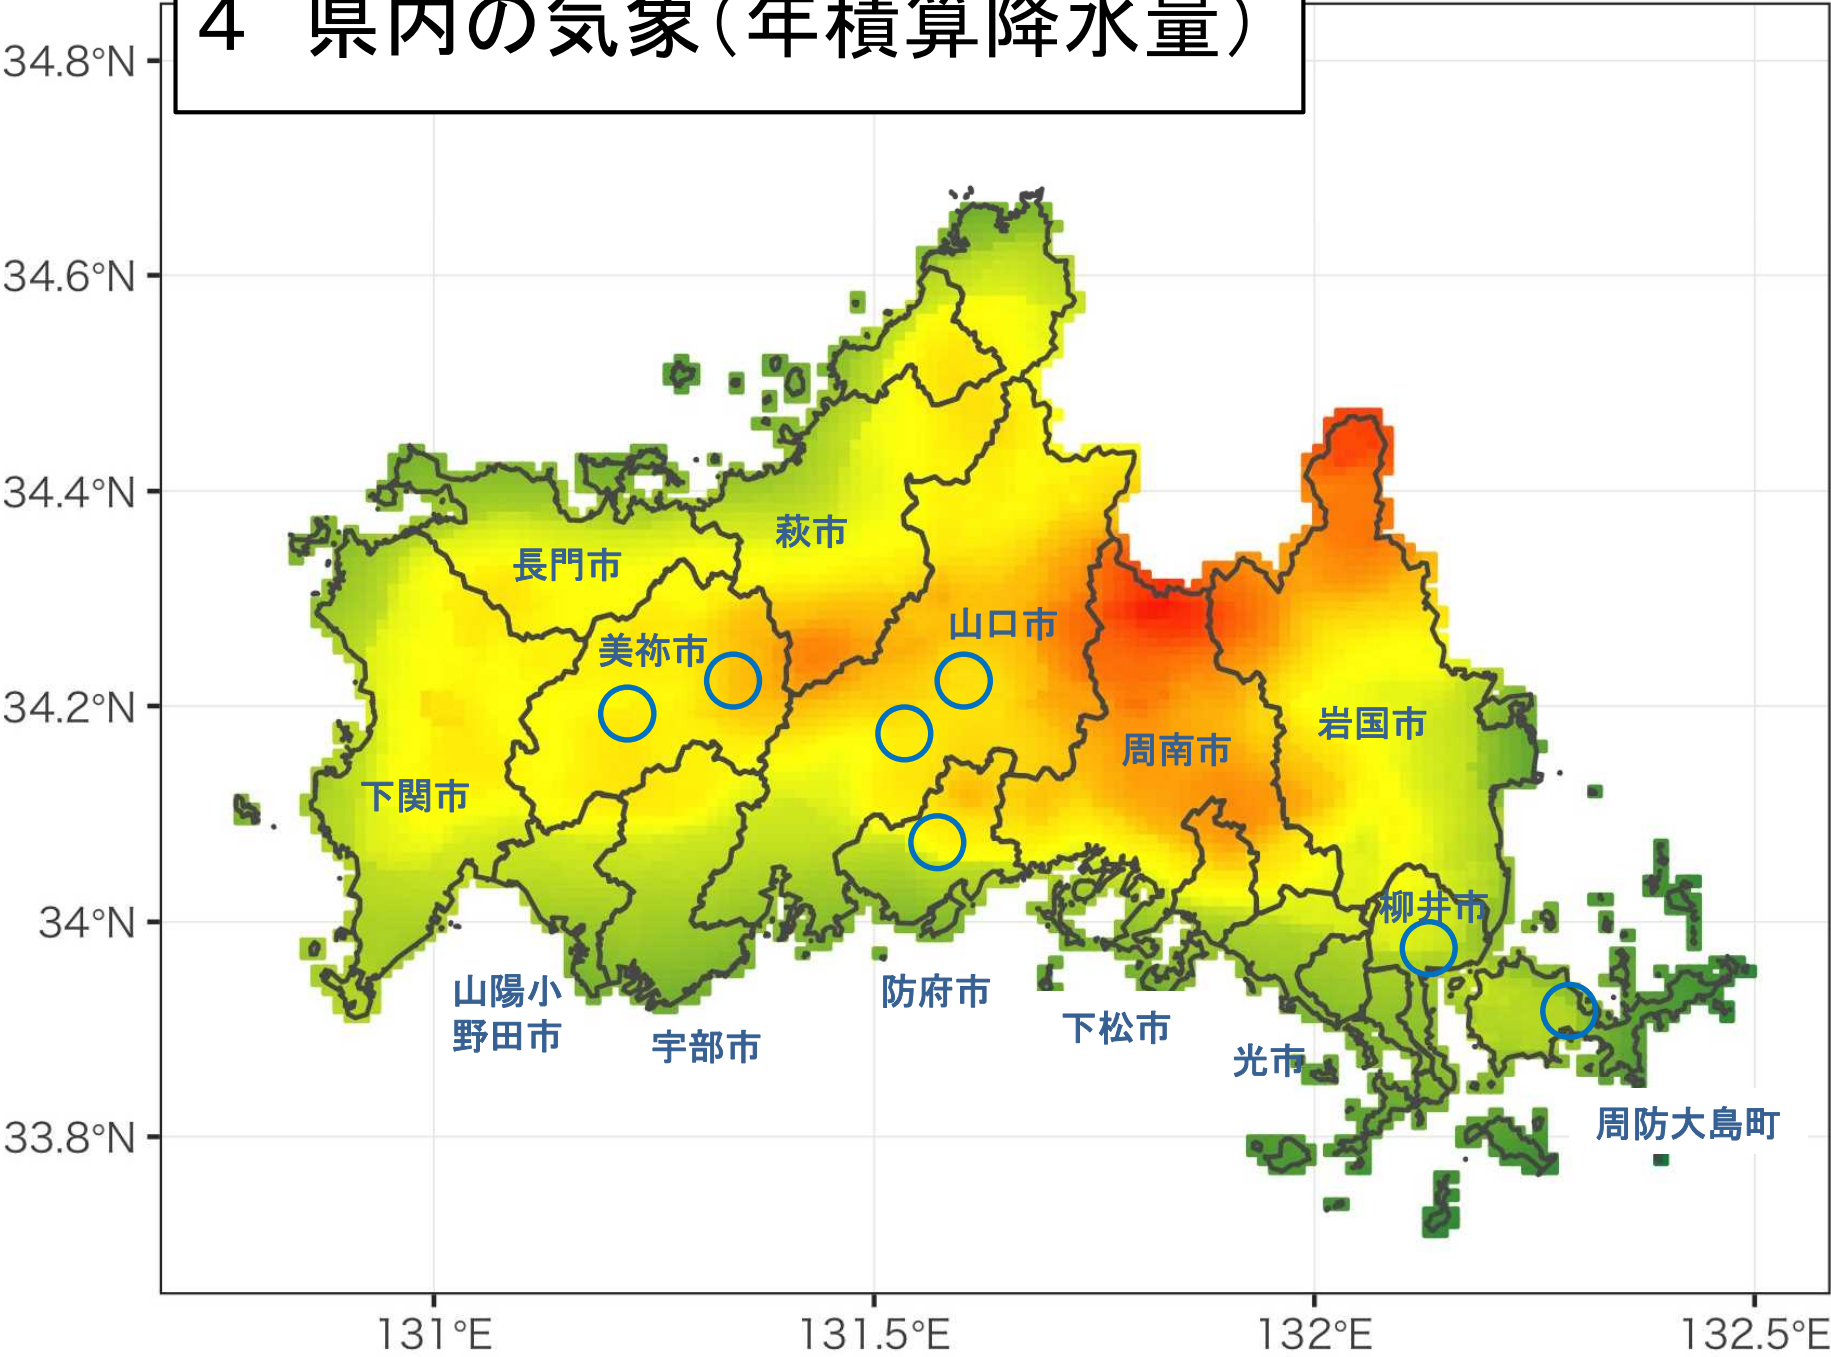 4 県内の気象(年積算降水量)
34.8°N
34.6°N
34.4°N
34.2°N
34°N
33.8°N
萩市
長門市
山口市
美祢市
岩国市
周南市
下関市
柳井市
山陽小
野田市
防府市
下松市
宇部市
光市
周防大島町
131°E
131.5°E
132°E
132.5°E